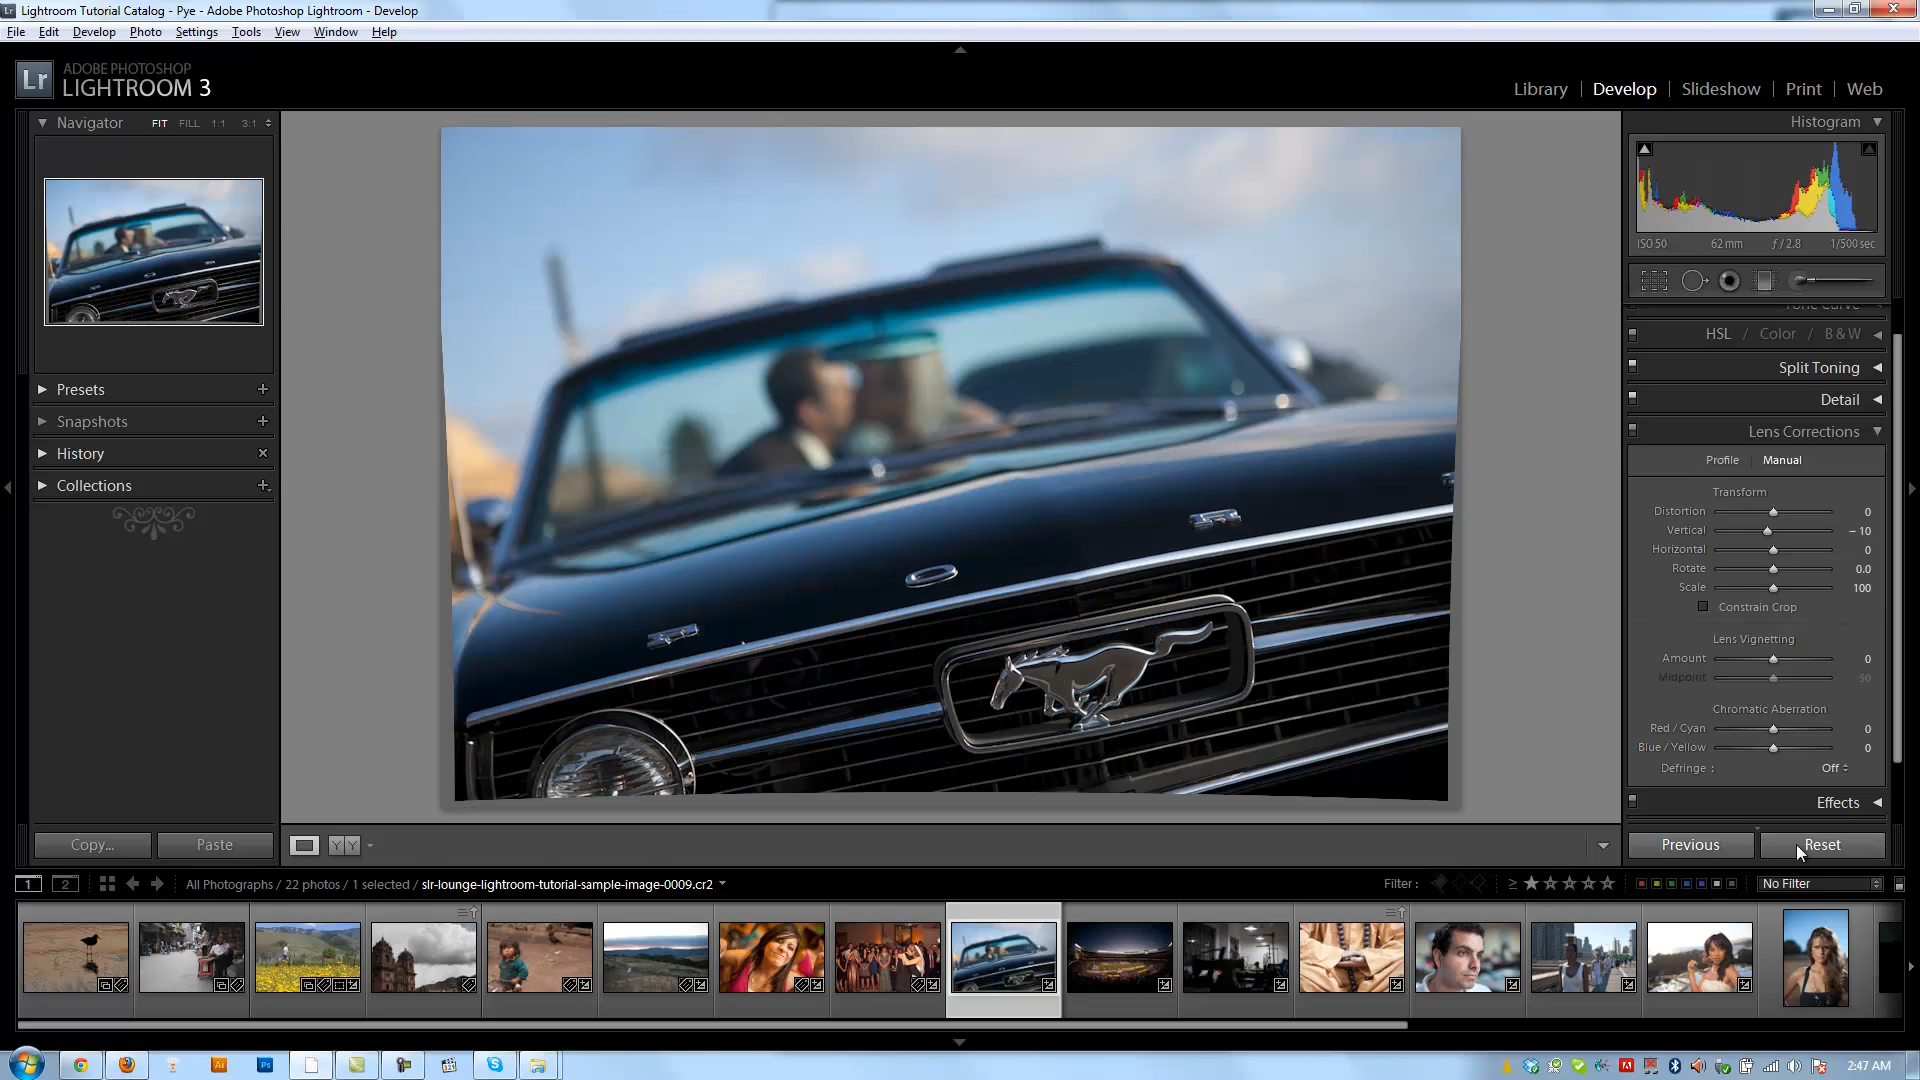 Lightroom Tutorial Catalog - Pye - Adobe Photoshop Lightroom - Develop
File Edit Develop Photo Settings Tools View Window Help
Lr ADOBE PHOTOSHOP
LIGHTROOM 3
Library | Develop | Slideshow | Print | Web
Navigator FIT FILL 1:1 3:1
Histogram
ISO 50 62 mm ƒ / 2.8 1/500 sec
Tone Curve
HSL / Color / B & W
Split Toning
Detail
Lens Corrections
Profile Manual
Transform
Distortion 0
Vertical – 10
Horizontal 0
Rotate 0.0
Scale 100
Constrain Crop
Lens Vignetting
Amount 0
Midpoint 50
Chromatic Aberration
Red / Cyan 0
Blue / Yellow 0
Defringe : Off
Effects
Previous Reset
Presets
Snapshots
History
Collections
Copy... Paste
F O R
1 2 All Photographs / 22 photos / 1 selected / slr-lounge-lightroom-tutorial-sample-image-0009.cr2
Filter : ≥ ★★★★★ No Filter
Ai Ps
2:47 AM